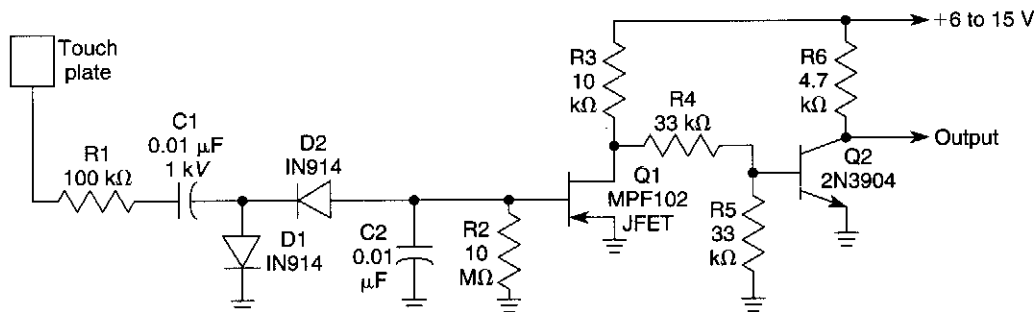 Touch
plate
R1
100 kΩ
C1
0.01 µF
1 kV
D1
IN914
D2
IN914
C2
0.01
µF
R2
10
MΩ
Q1
MPF102
JFET
R3
10
kΩ
R4
33 kΩ
R5
33
kΩ
R6
4.7
kΩ
Q2
2N3904
+6 to 15 V
Output